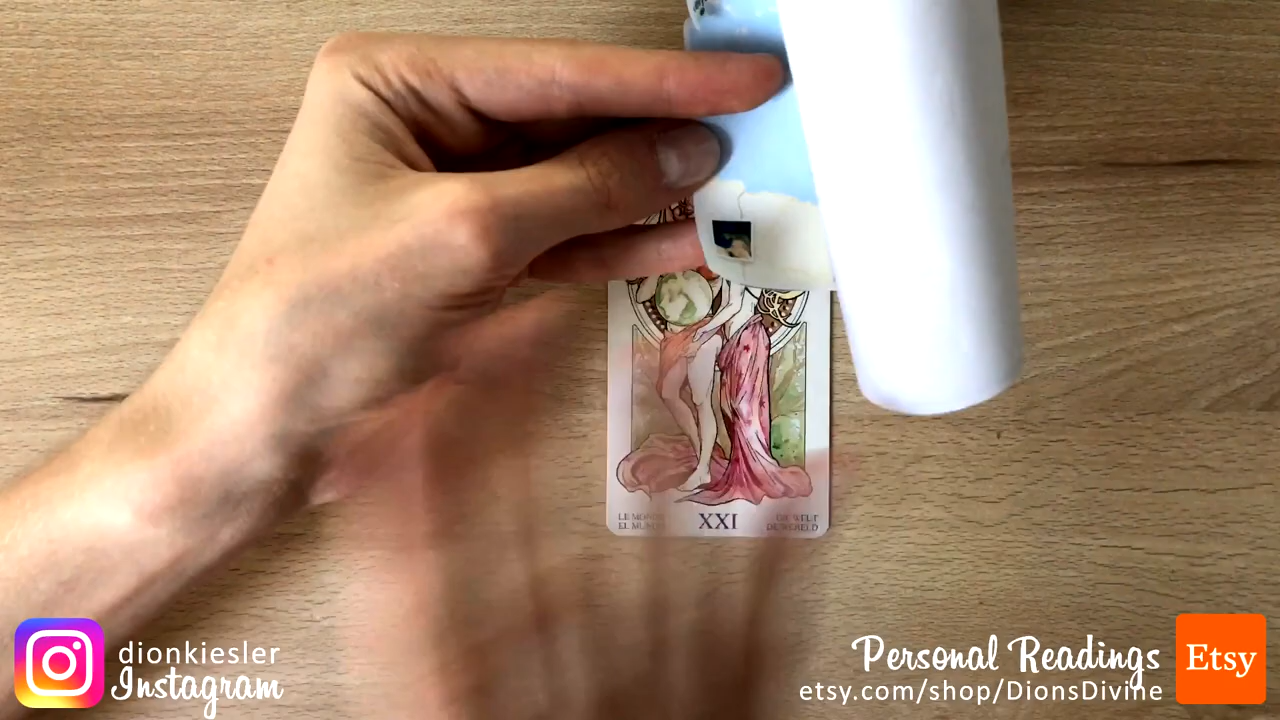 LE MONDE
EL MUNDO
XXI
DIE WELT
DE WERELD
dionkiesler
Instagram
Personal Readings
etsy.com/shop/DionsDivine
Etsy